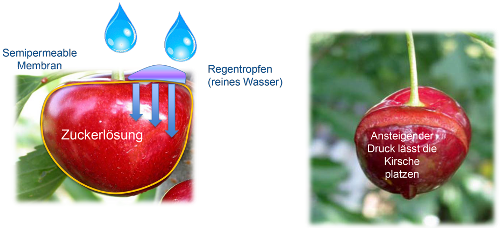 Semipermeable
Membran
Regentropfen
(reines Wasser)
Zuckerlösung
Ansteigender
Druck lässt die
Kirsche
platzen